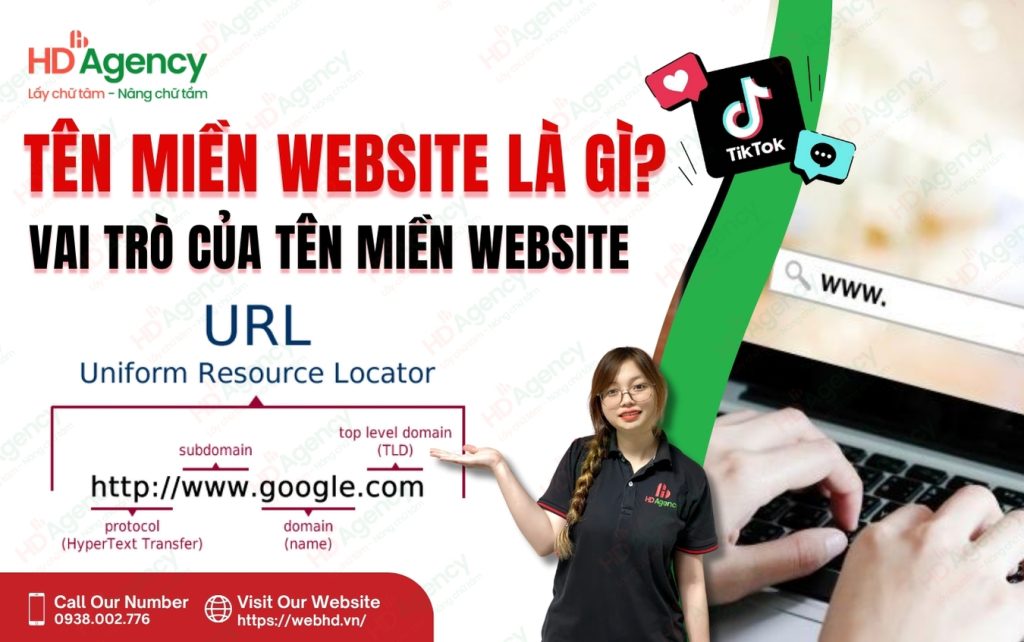 HD Agency
Lấy chữ tâm - Nâng chữ tầm
TÊN MIỀN WEBSITE LÀ GÌ?
VAI TRÒ CỦA TÊN MIỀN WEBSITE
TikTok
www.
URL
Uniform Resource Locator
subdomain
top level domain
(TLD)
http://www.google.com
protocol
(HyperText Transfer)
domain
(name)
HD Agency
Call Our Number
0938.002.776
Visit Our Website
https://webhd.vn/